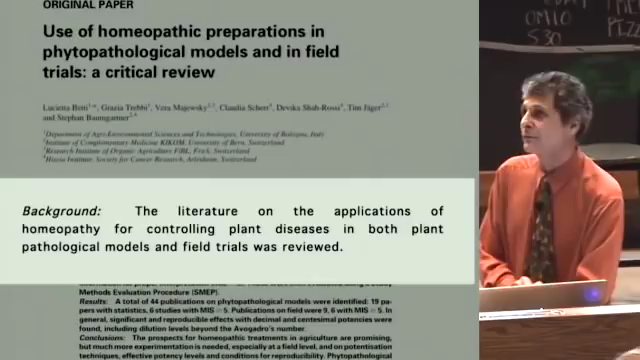 ORIGINAL PAPER
Use of homeopathic preparations in
phytopathological models and in field
trials: a critical review
Lucietta Betti
Grazia Trebbi
Vera Majewsky
Claudia Scherr
Devika Shah-Rossi
Tim Jäger
and Stephan Baumgartner
Department of Agro-Environmental Sciences and Technologies, University of Bologna, Italy
Institute of Complementary Medicine KIKOM, University of Bern, Switzerland
Research Institute of Organic Agriculture FiBL, Frick, Switzerland
Hiscia Institute, Society for Cancer Research, Arlesheim, Switzerland
Background: The literature on the applications of
homeopathy for controlling plant diseases in both plant
pathological models and field trials was reviewed.
Methods Evaluation Procedure (SMEP).
Results: A total of 44 publications on phytopathological models were identified: 19 pa-
pers with statistics, 6 studies with MIS ≥ 5. Publications on field were 9, 6 with MIS ≥ 5. In
general, significant and reproducible effects with decimal and centesimal potencies were
found, including dilution levels beyond the Avogadro's number.
Conclusions: The prospects for homeopathic treatments in agriculture are promising,
but much more experimentation is needed, especially at a field level, and on potentisation
techniques, effective potency levels and conditions for reproducibility. Phytopathological
OMIO
530